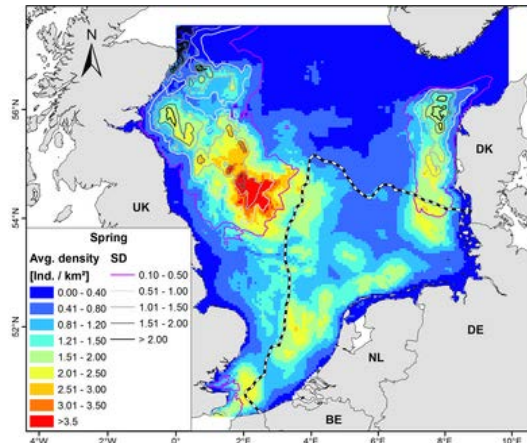 N
56°N
54°N
52°N
UK
DK
DE
NL
BE
Spring
Avg. density
[Ind. / km²]
0.00 - 0.40
0.41 - 0.80
0.81 - 1.20
1.21 - 1.50
1.51 - 2.00
2.01 - 2.50
2.51 - 3.00
3.01 - 3.50
>3.5
SD
0.10 - 0.50
0.51 - 1.00
1.01 - 1.50
1.51 - 2.00
> 2.00
4°W
2°W
0°
2°E
4°E
6°E
8°E
10°E